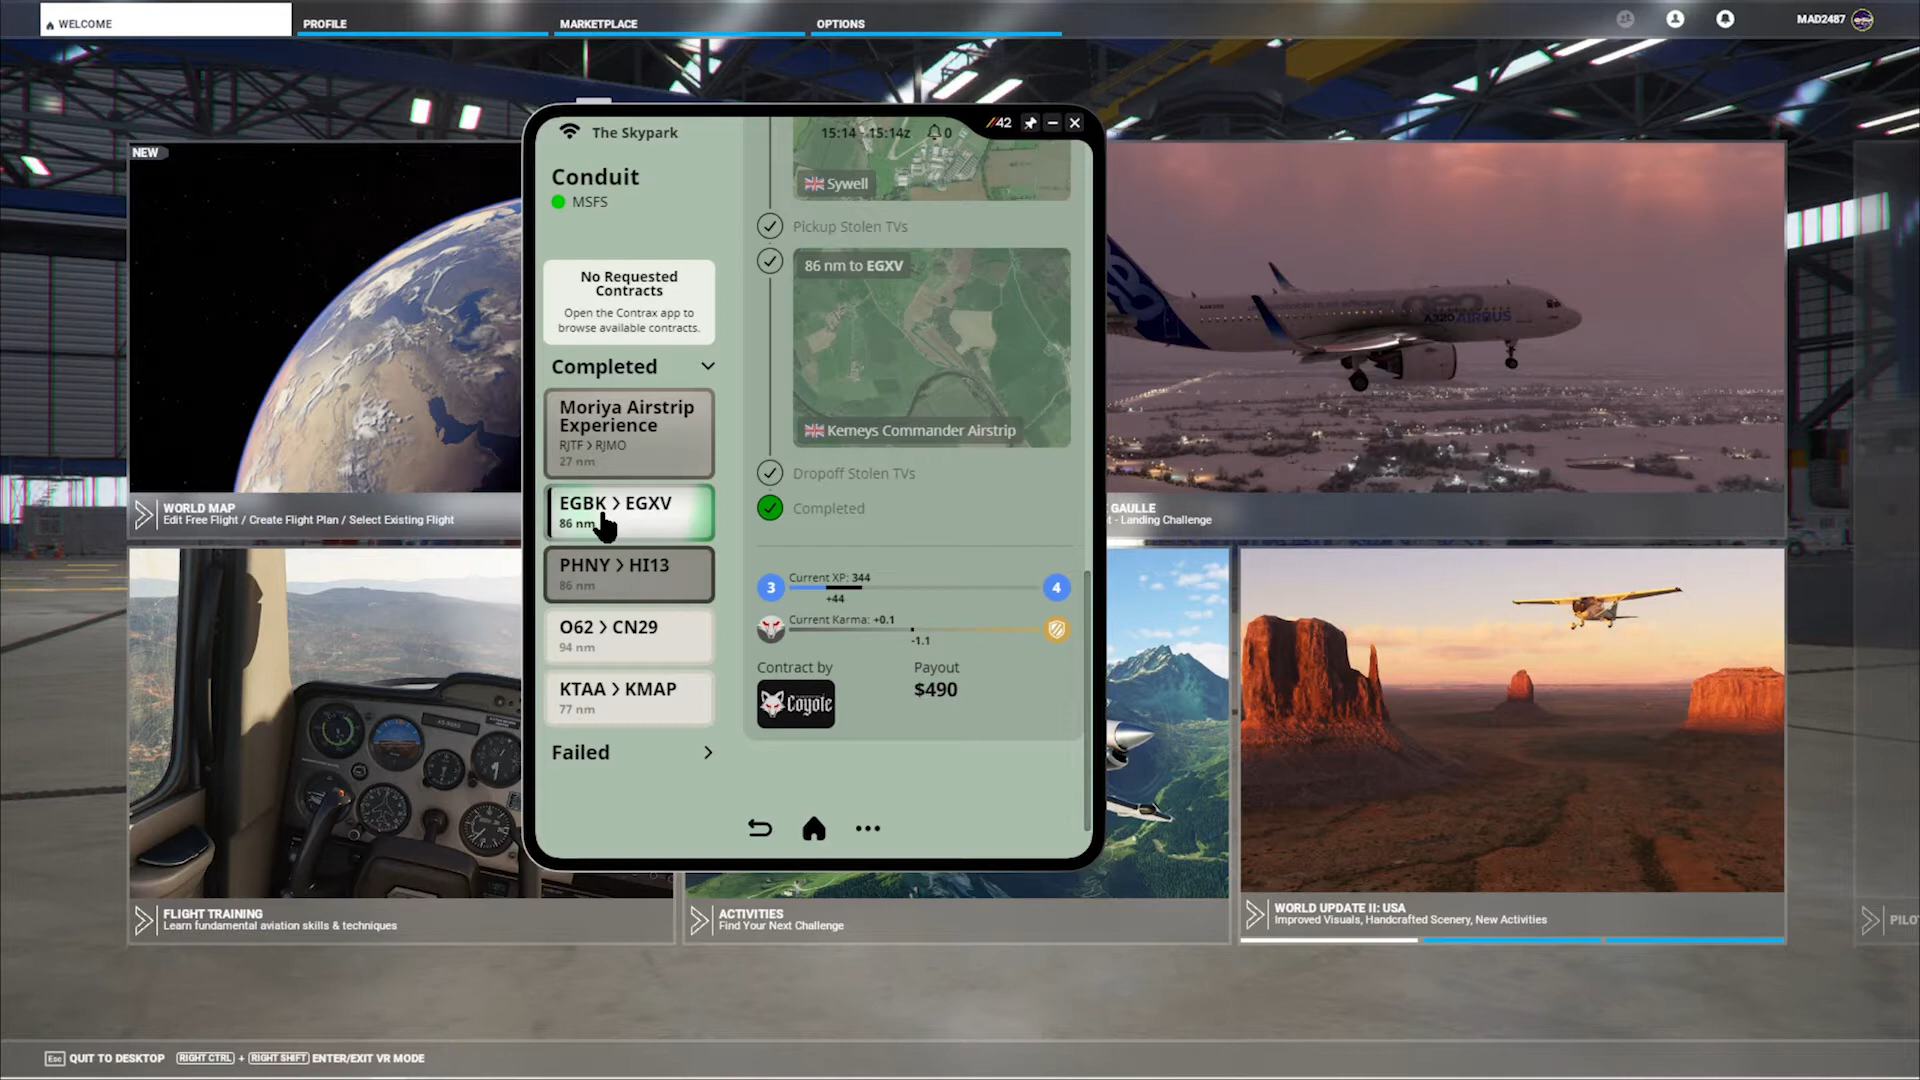 WELCOME
PROFILE
MARKETPLACE
OPTIONS
MAD2487
NEW
The Skypark
15:14 - 15:14z
0
//42
Conduit
MSFS
No Requested
Contracts
Open the Contrax app to
browse available contracts.
Completed
Moriya Airstrip
Experience
RJTF > RJMO
27 nm
EGBK > EGXV
86 nm
PHNY > HI13
86 nm
O62 > CN29
94 nm
KTAA > KMAP
77 nm
Failed
Sywell
Pickup Stolen TVs
86 nm to EGXV
Kemeys Commander Airstrip
Dropoff Stolen TVs
Completed
3
Current XP: 344
+44
4
Current Karma: +0.1
-1.1
Contract by
Coyote
Payout
$490
neo
A320 AIRBUS
WORLD MAP
Edit Free Flight / Create Flight Plan / Select Existing Flight
GAULLE
t - Landing Challenge
FLIGHT TRAINING
Learn fundamental aviation skills & techniques
ACTIVITIES
Find Your Next Challenge
WORLD UPDATE II: USA
Improved Visuals, Handcrafted Scenery, New Activities
PILO
Esc QUIT TO DESKTOP
RIGHT CTRL + RIGHT SHIFT ENTER/EXIT VR MODE